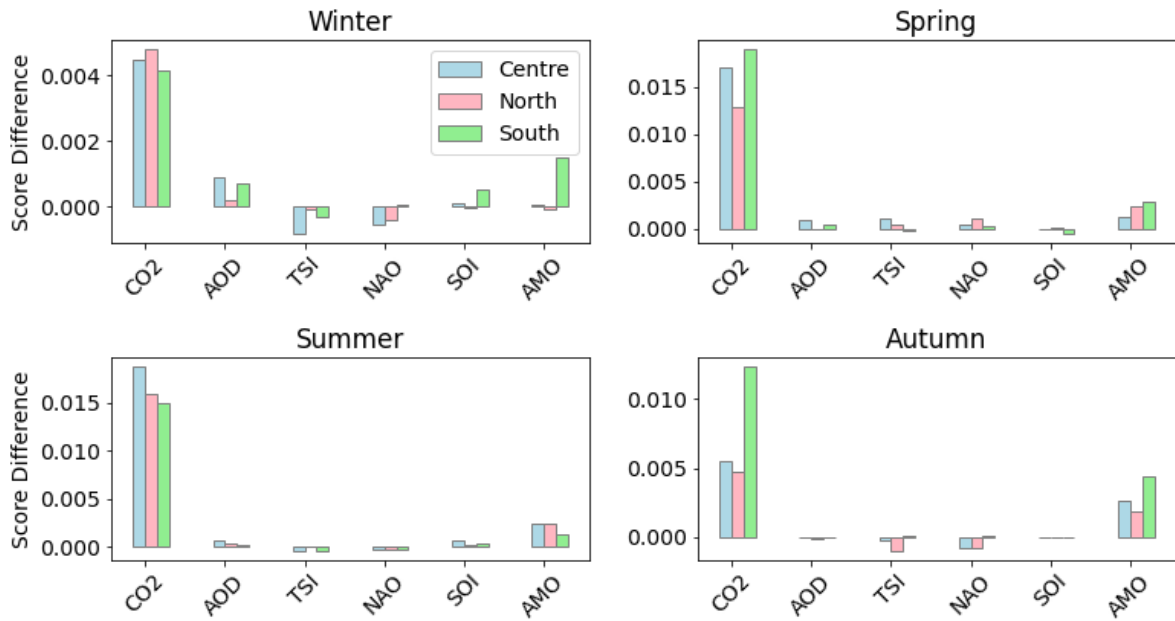 Winter
Score Difference
0.004
0.002
0.000
Centre
North
South
CO2
AOD
TSI
NAO
SOI
AMO
Spring
0.015
0.010
0.005
0.000
CO2
AOD
TSI
NAO
SOI
AMO
Summer
Score Difference
0.015
0.010
0.005
0.000
CO2
AOD
TSI
NAO
SOI
AMO
Autumn
0.010
0.005
0.000
CO2
AOD
TSI
NAO
SOI
AMO